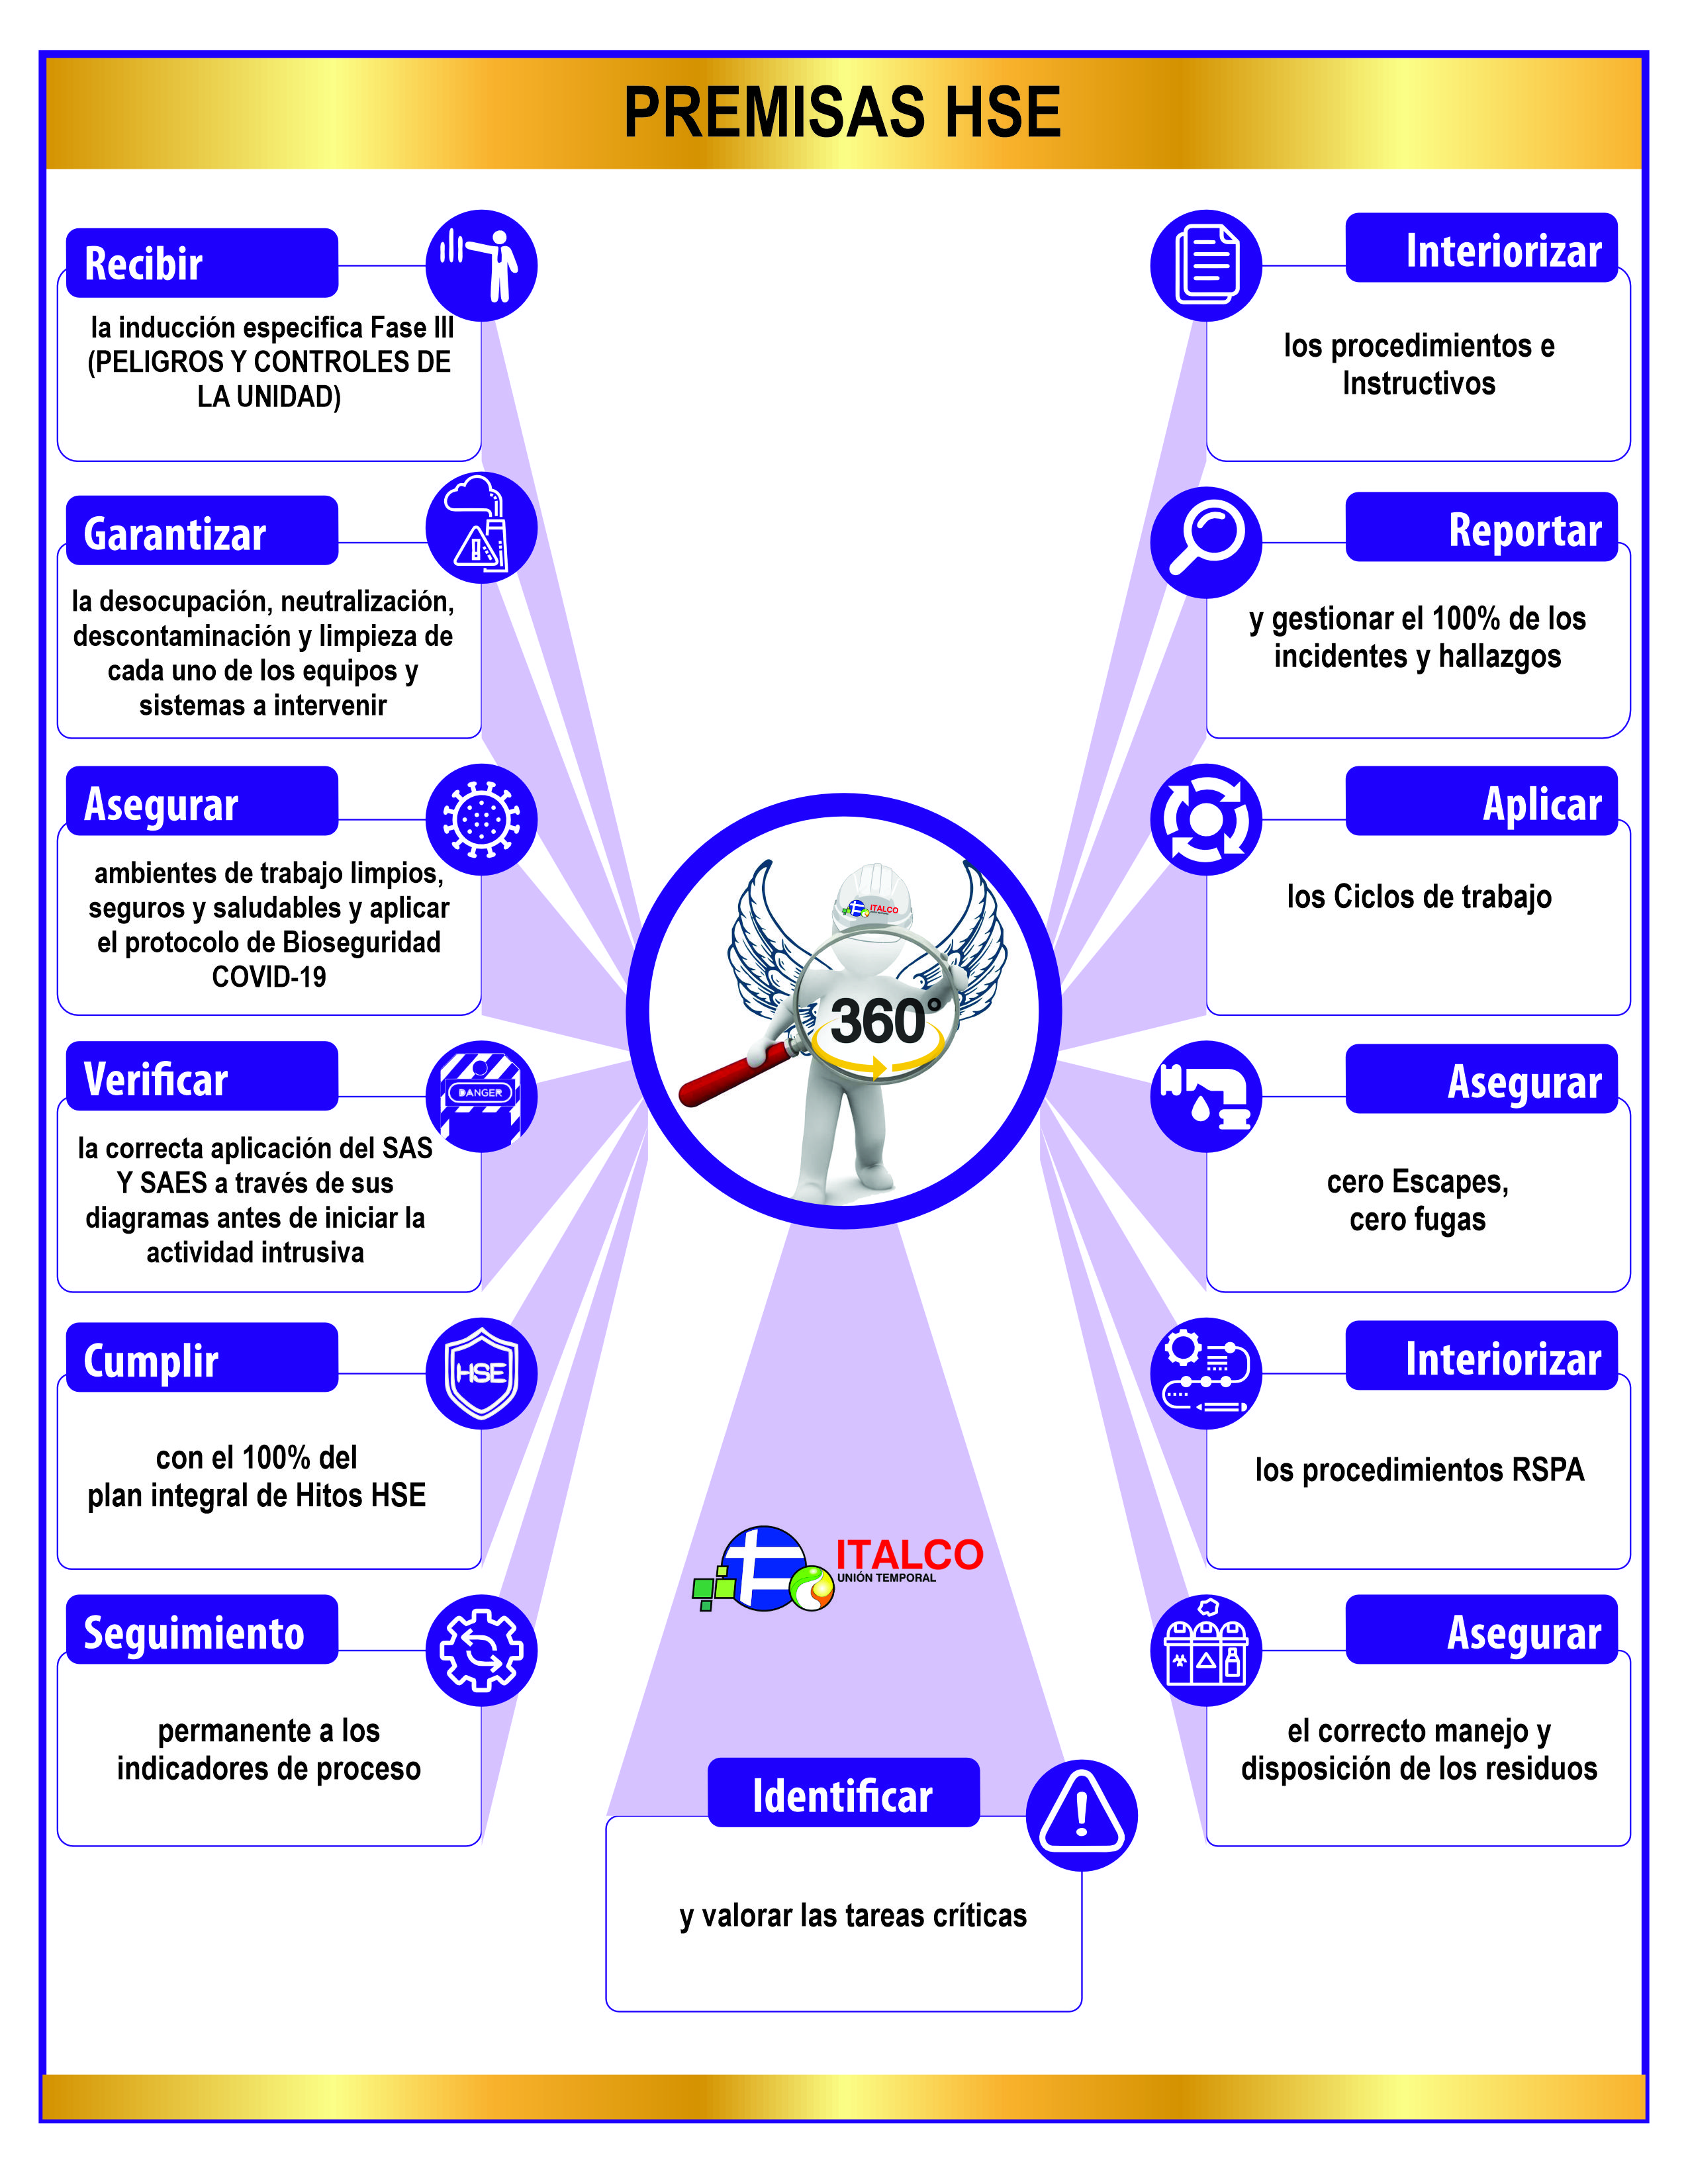 PREMISAS HSE
Recibir
la inducción especifica Fase III
(PELIGROS Y CONTROLES DE
LA UNIDAD)
Garantizar
la desocupación, neutralización,
descontaminación y limpieza de
cada uno de los equipos y
sistemas a intervenir
Asegurar
ambientes de trabajo limpios,
seguros y saludables y aplicar
el protocolo de Bioseguridad
COVID-19
Verificar
DANGER
la correcta aplicación del SAS
Y SAES a través de sus
diagramas antes de iniciar la
actividad intrusiva
Cumplir
HSE
con el 100% del
plan integral de Hitos HSE
Seguimiento
permanente a los
indicadores de proceso
ITALCO
360°
ITALCO
UNIÓN TEMPORAL
Identificar
y valorar las tareas críticas
Interiorizar
los procedimientos e
Instructivos
Reportar
y gestionar el 100% de los
incidentes y hallazgos
Aplicar
los Ciclos de trabajo
Asegurar
cero Escapes,
cero fugas
Interiorizar
los procedimientos RSPA
Asegurar
el correcto manejo y
disposición de los residuos